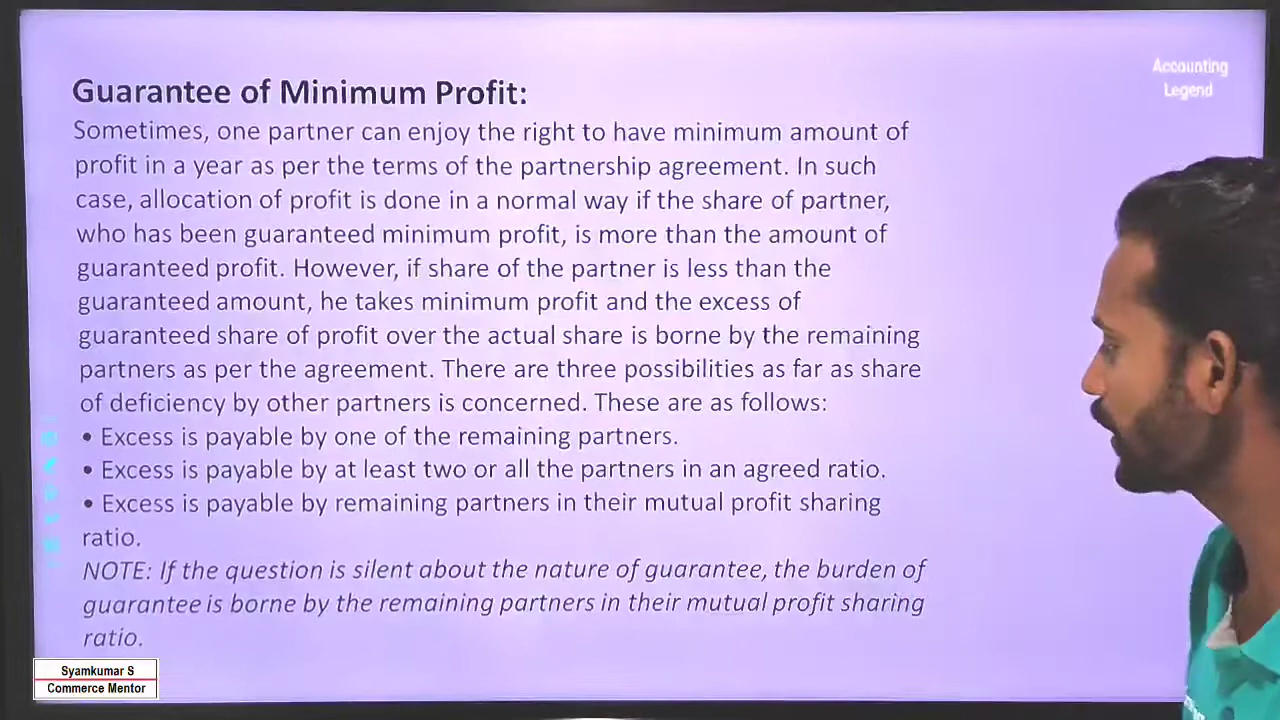 Accounting
Legend
Guarantee of Minimum Profit:
Sometimes, one partner can enjoy the right to have minimum amount of
profit in a year as per the terms of the partnership agreement. In such
case, allocation of profit is done in a normal way if the share of partner,
who has been guaranteed minimum profit, is more than the amount of
guaranteed profit. However, if share of the partner is less than the
guaranteed amount, he takes minimum profit and the excess of
guaranteed share of profit over the actual share is borne by the remaining
partners as per the agreement. There are three possibilities as far as share
of deficiency by other partners is concerned. These are as follows:
• Excess is payable by one of the remaining partners.
• Excess is payable by at least two or all the partners in an agreed ratio.
• Excess is payable by remaining partners in their mutual profit sharing
ratio.
NOTE: If the question is silent about the nature of guarantee, the burden of
guarantee is borne by the remaining partners in their mutual profit sharing
ratio.
Syamkumar S
Commerce Mentor